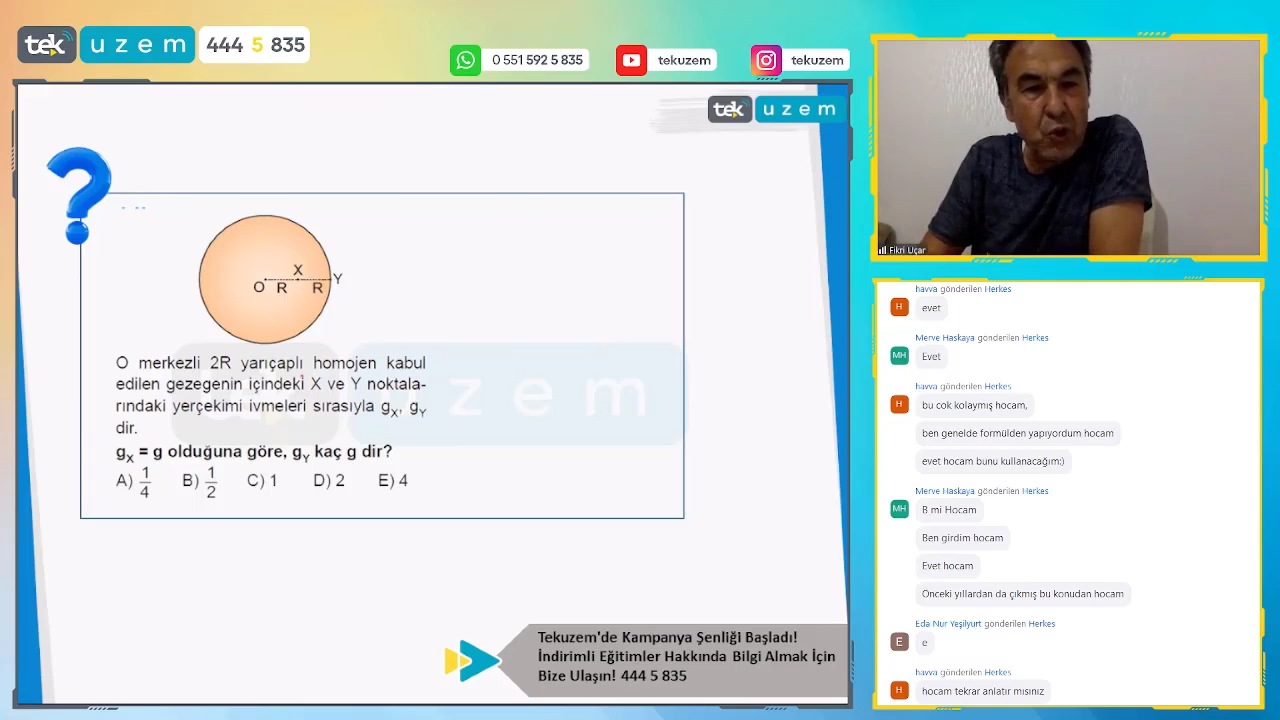 tek uzem 444 5 835
0 551 592 5 835
tekuzem
tekuzem
tek uzem
X
O R R Y
O merkezli 2R yarıçaplı homojen kabul
edilen gezegenin içindeki X ve Y noktala-
rındaki yerçekimi ivmeleri sırasıyla gX, gY
dir.
gX = g olduğuna göre, gY kaç g dir?
A) 1/4 B) 1/2 C) 1 D) 2 E) 4
uzem
Tekuzem'de Kampanya Şenliği Başladı!
İndirimli Eğitimler Hakkında Bilgi Almak İçin
Bize Ulaşın! 444 5 835
Fikri Uçar
havva gönderilen Herkes
H evet
Merve Haskaya gönderilen Herkes
MH Evet
havva gönderilen Herkes
H bu cok kolaymış hocam,
ben genelde formülden yapıyordum hocam
evet hocam bunu kullanacağım:)
Merve Haskaya gönderilen Herkes
MH B mi Hocam
Ben girdim hocam
Evet hocam
Önceki yıllardan da çıkmış bu konudan hocam
Eda Nur Yeşilyurt gönderilen Herkes
E e
havva gönderilen Herkes
H hocam tekrar anlatır mısınız